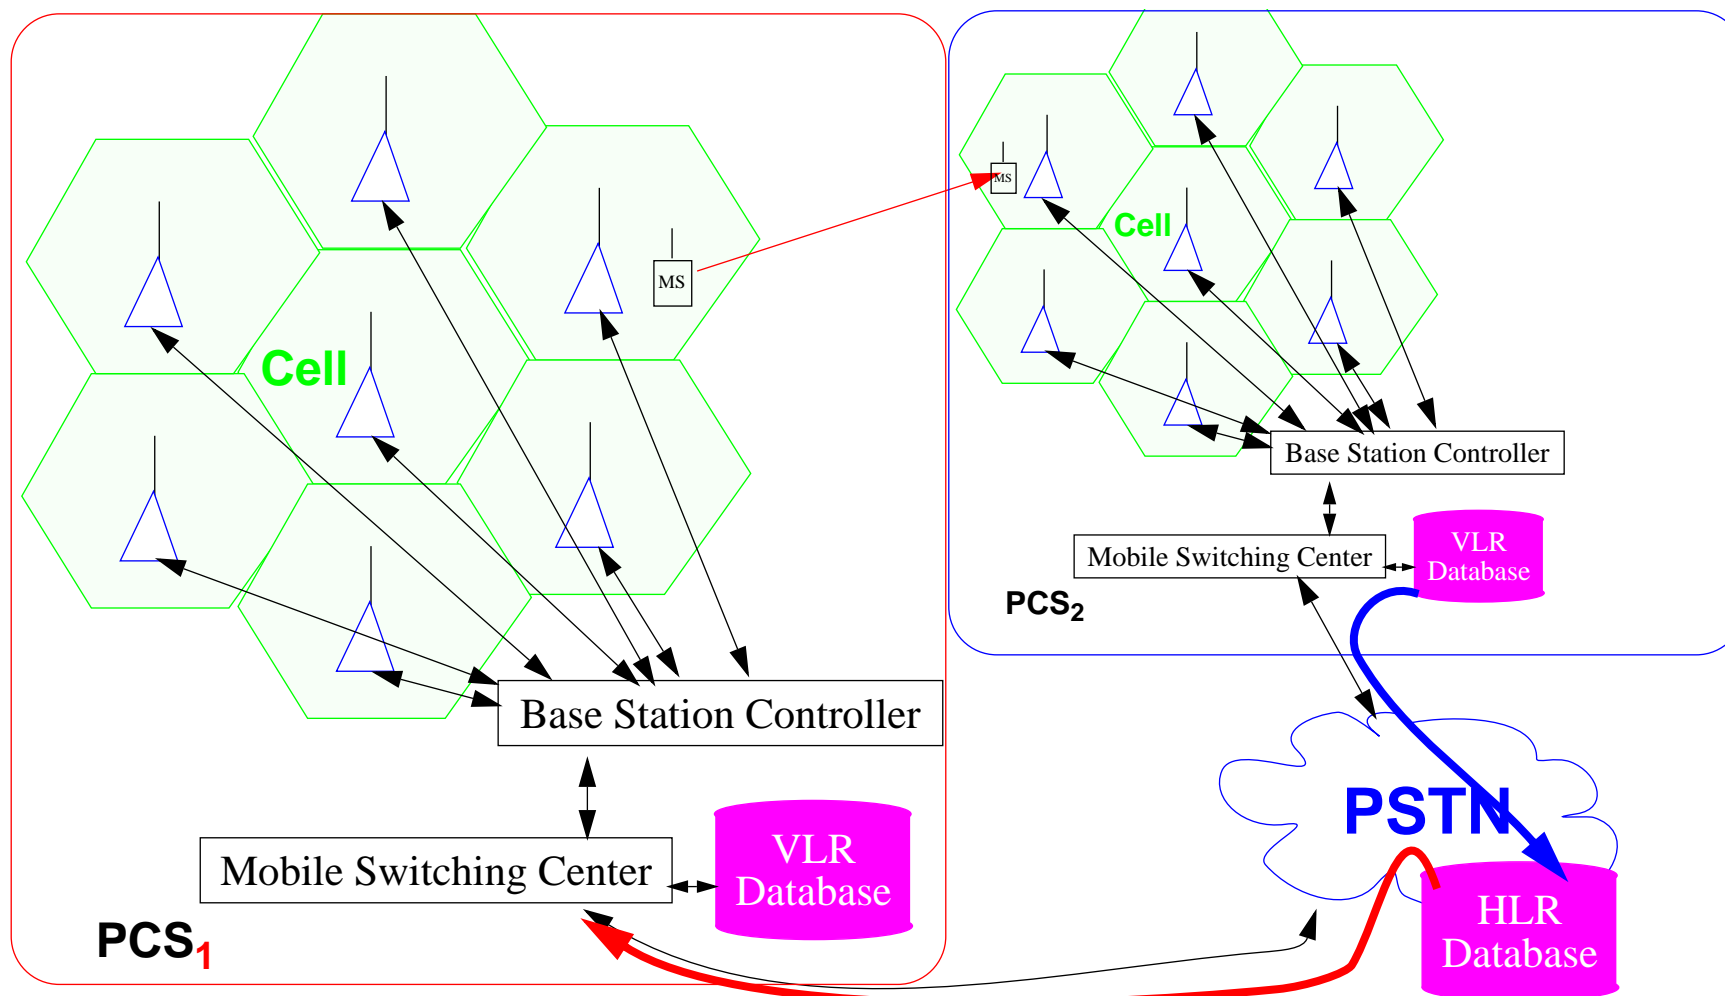 MS
Cell
Base Station Controller
Mobile Switching Center
VLR
Database
PCS1
MS
Cell
Base Station Controller
Mobile Switching Center
VLR
Database
PCS2
PSTN
HLR
Database